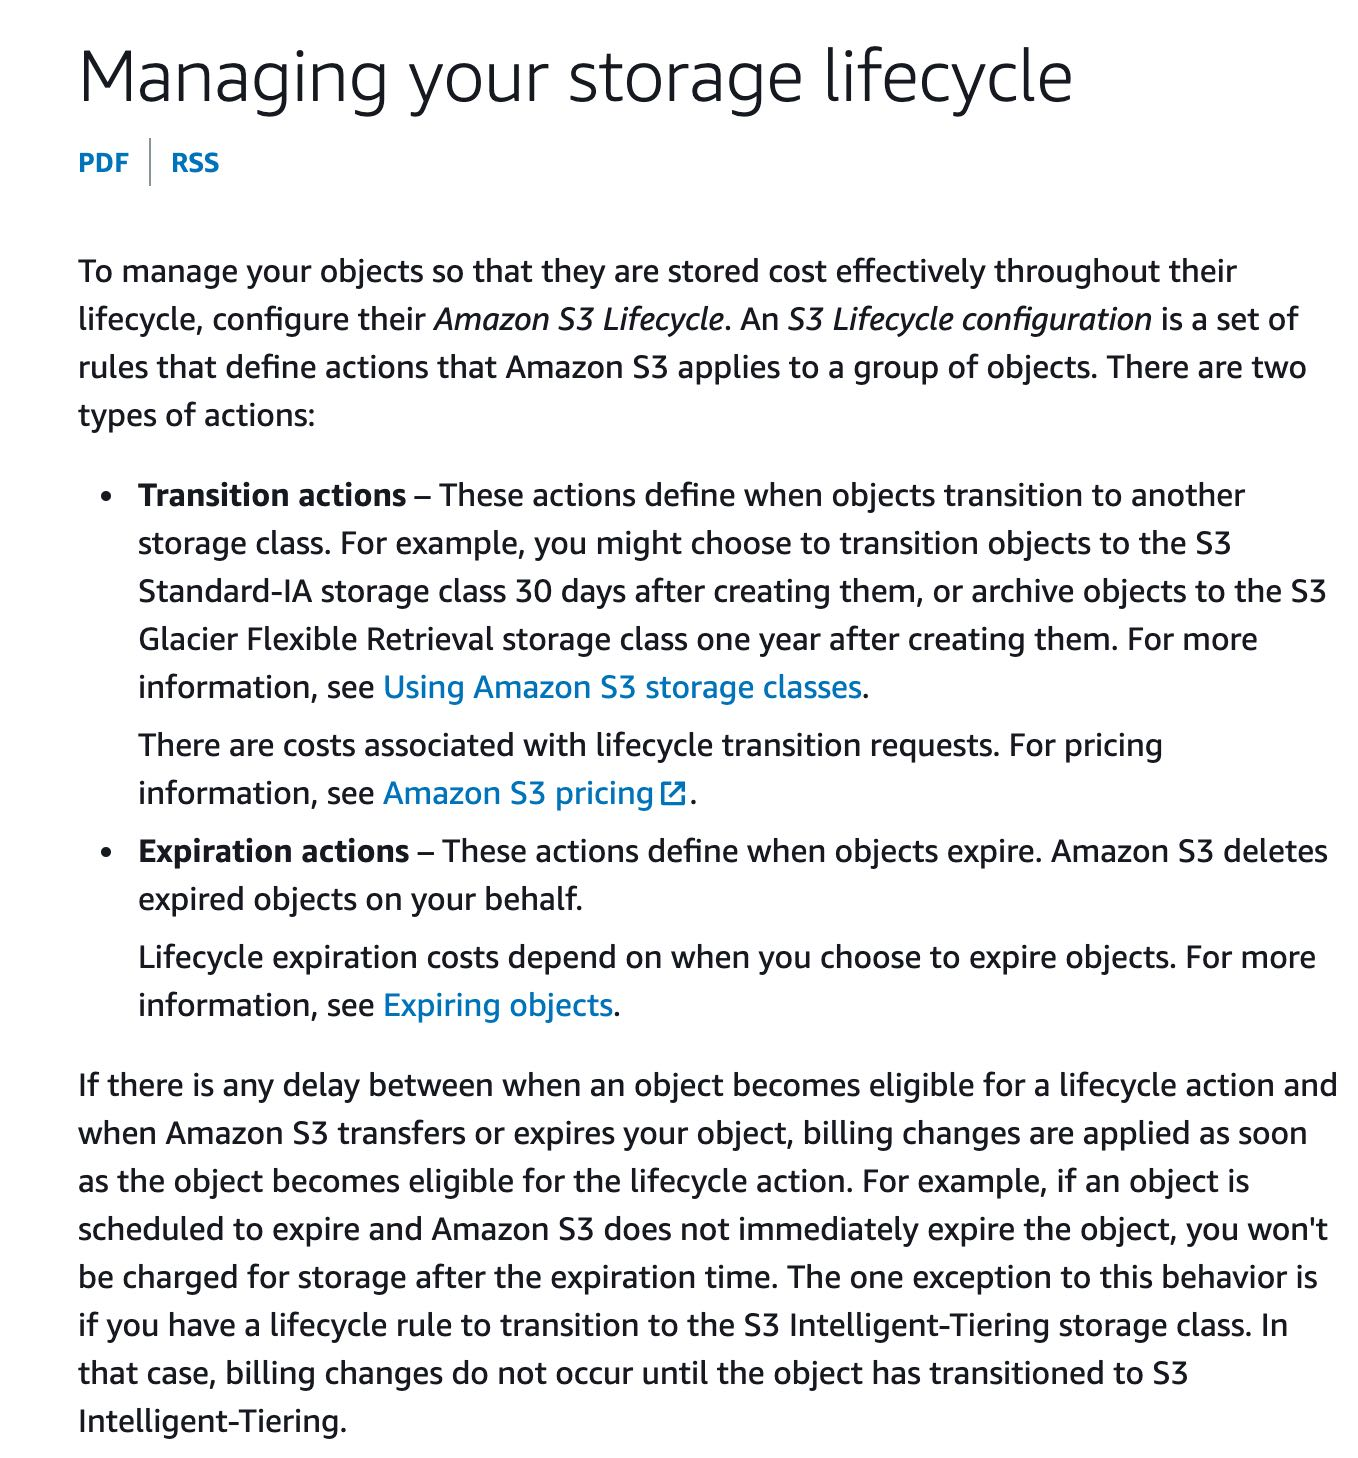 Managing your storage lifecycle
PDF | RSS
To manage your objects so that they are stored cost effectively throughout their
lifecycle, configure their Amazon S3 Lifecycle. An S3 Lifecycle configuration is a set of
rules that define actions that Amazon S3 applies to a group of objects. There are two
types of actions:
• Transition actions – These actions define when objects transition to another
storage class. For example, you might choose to transition objects to the S3
Standard-IA storage class 30 days after creating them, or archive objects to the S3
Glacier Flexible Retrieval storage class one year after creating them. For more
information, see Using Amazon S3 storage classes.
There are costs associated with lifecycle transition requests. For pricing
information, see Amazon S3 pricing.
• Expiration actions – These actions define when objects expire. Amazon S3 deletes
expired objects on your behalf.
Lifecycle expiration costs depend on when you choose to expire objects. For more
information, see Expiring objects.
If there is any delay between when an object becomes eligible for a lifecycle action and
when Amazon S3 transfers or expires your object, billing changes are applied as soon
as the object becomes eligible for the lifecycle action. For example, if an object is
scheduled to expire and Amazon S3 does not immediately expire the object, you won't
be charged for storage after the expiration time. The one exception to this behavior is
if you have a lifecycle rule to transition to the S3 Intelligent-Tiering storage class. In
that case, billing changes do not occur until the object has transitioned to S3
Intelligent-Tiering.